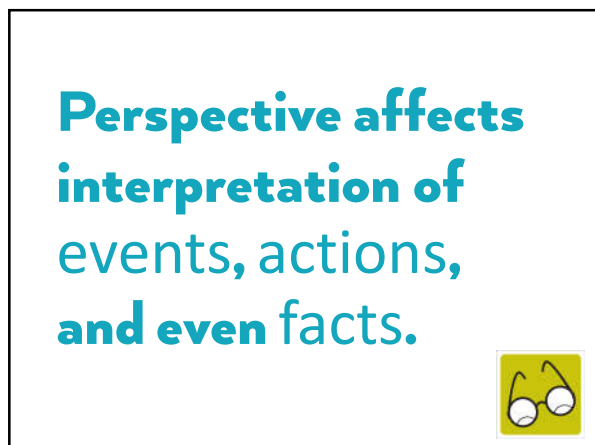 Perspective affects
interpretation of
events, actions,
and even facts.